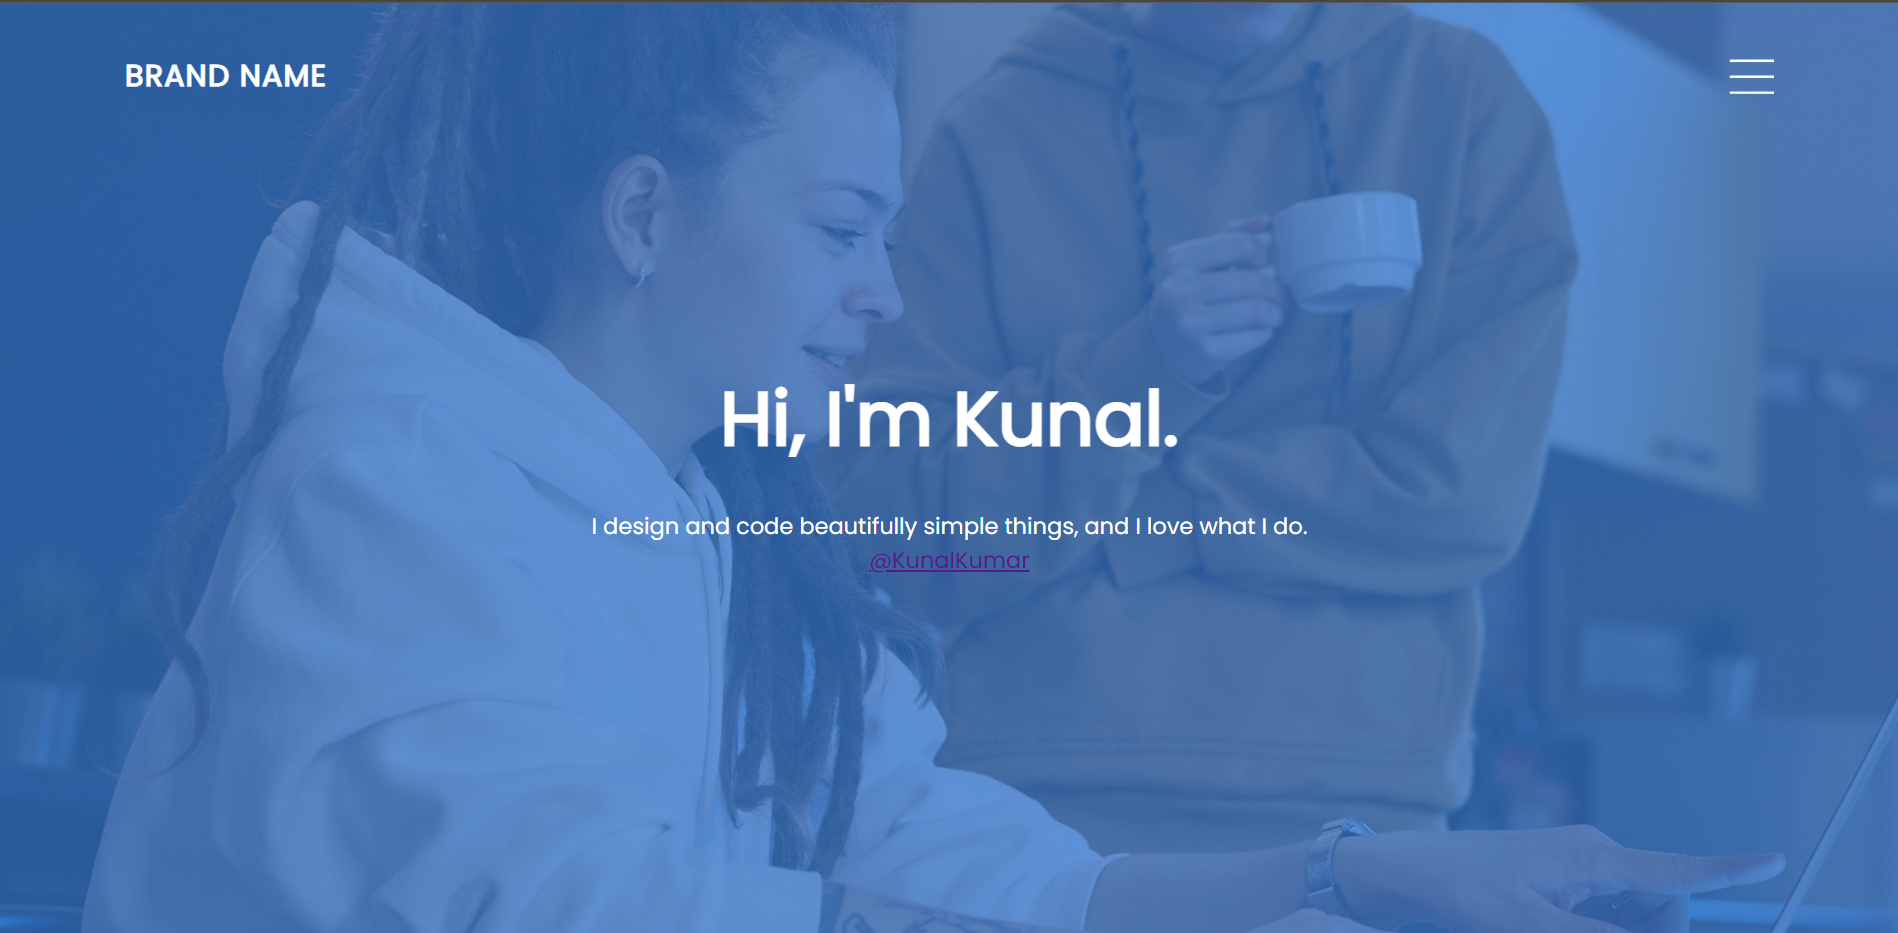 BRAND NAME
Hi, I'm Kunal.
I design and code beautifully simple things, and I love what I do.
@KunalKumar